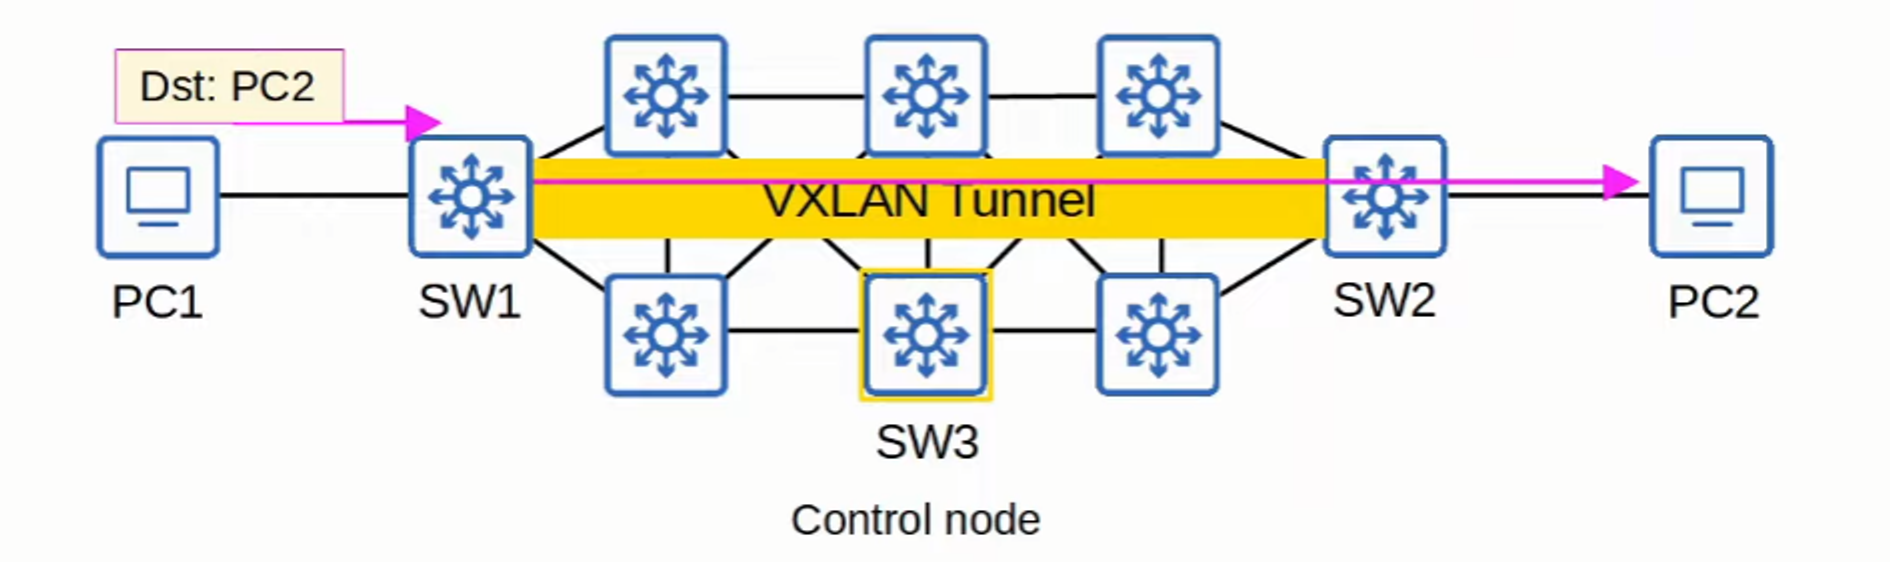 Dst: PC2
VXLAN Tunnel
PC1
SW1
SW2
PC2
SW3
Control node